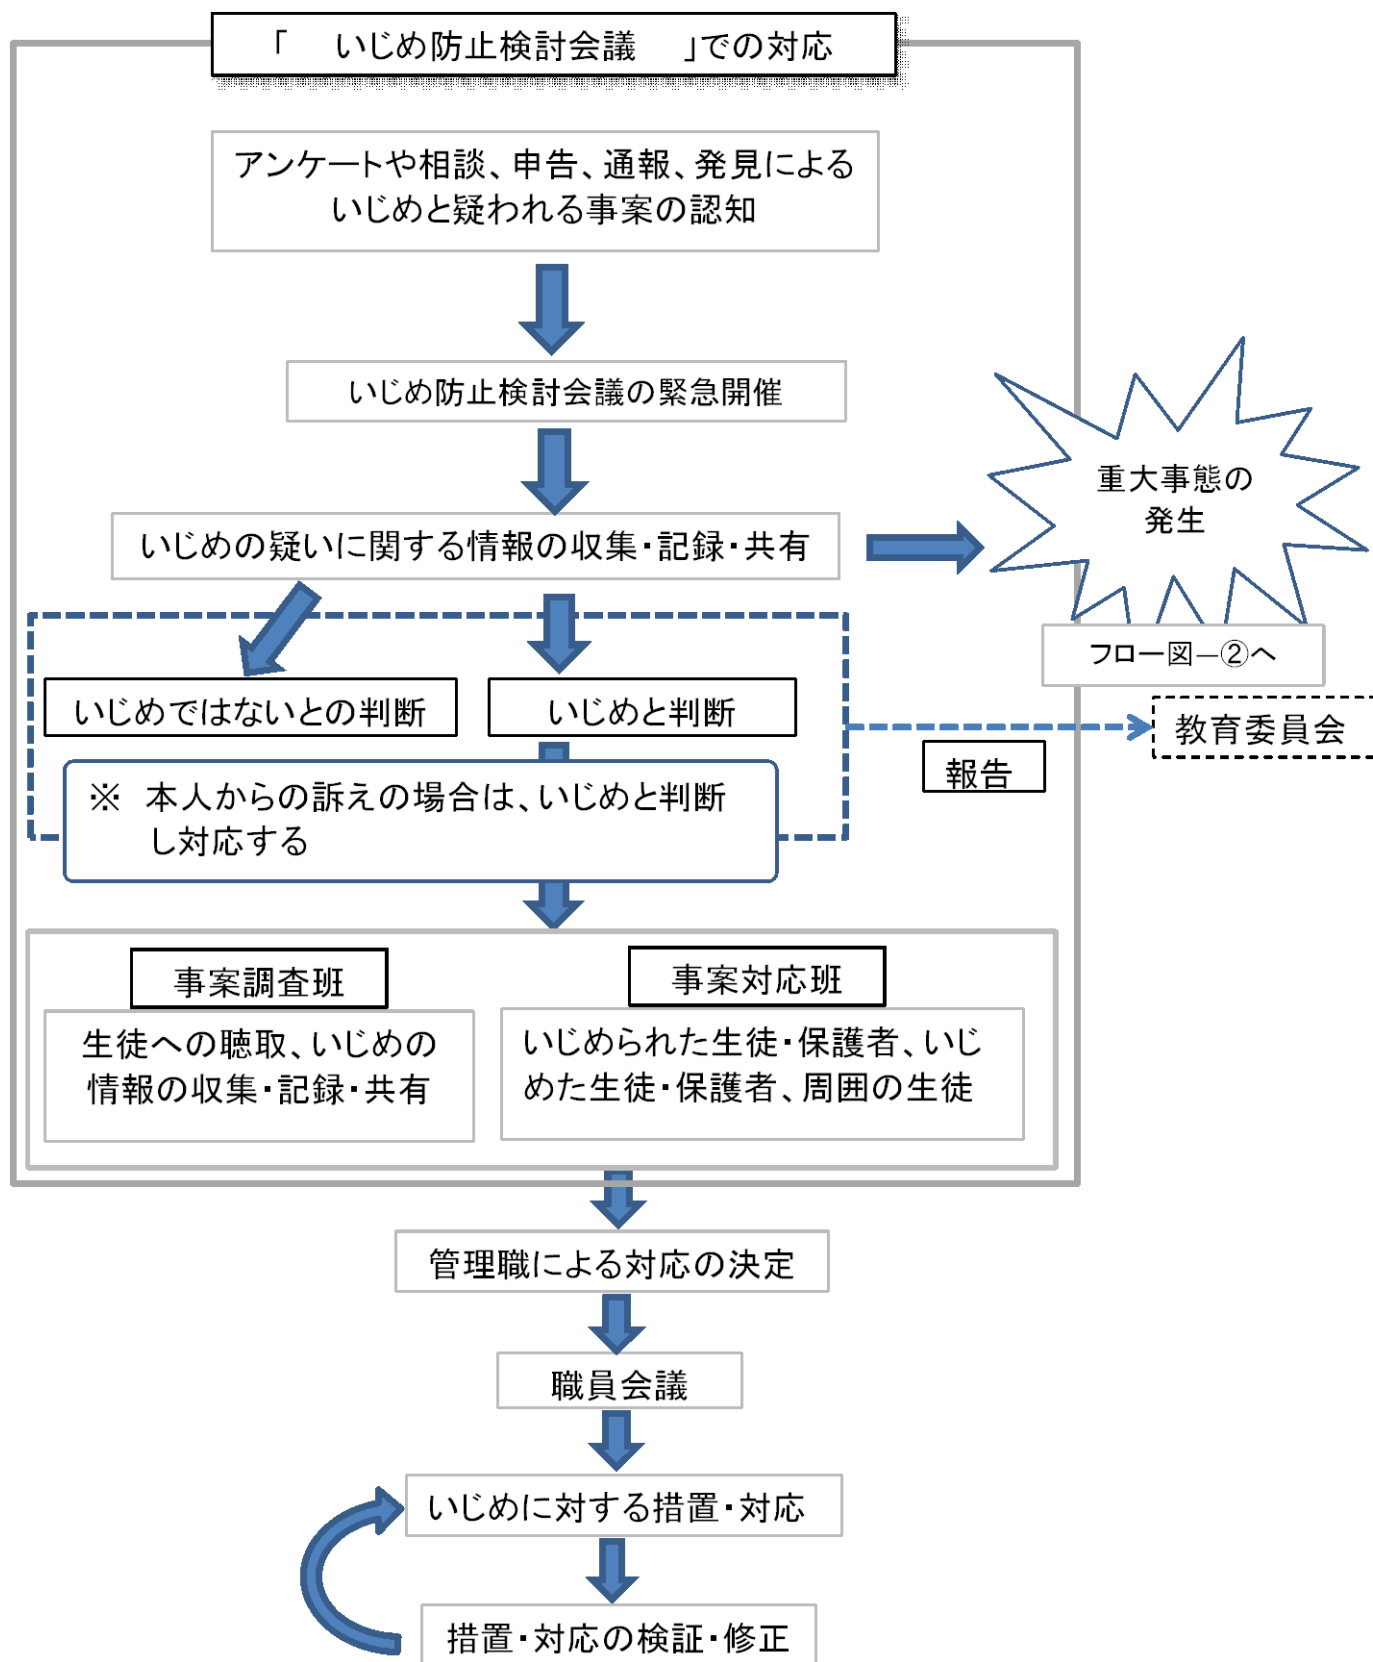 「　いじめ防止検討会議　」での対応
アンケートや相談、申告、通報、発見による
いじめと疑われる事案の認知
いじめ防止検討会議の緊急開催
重大事態の
発生
いじめの疑いに関する情報の収集・記録・共有
フロー図―②へ
いじめではないとの判断
いじめと判断
教育委員会
報告
※　本人からの訴えの場合は、いじめと判断
し対応する
事案調査班
生徒への聴取、いじめの
情報の収集・記録・共有
事案対応班
いじめられた生徒・保護者、いじ
めた生徒・保護者、周囲の生徒
管理職による対応の決定
職員会議
いじめに対する措置・対応
措置・対応の検証・修正